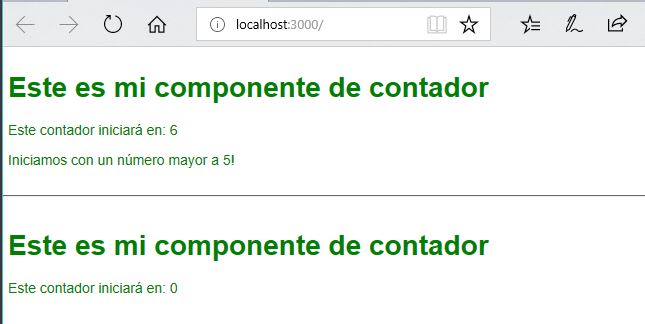 localhost:3000/
Este es mi componente de contador
Este contador iniciará en: 6
Iniciamos con un número mayor a 5!
Este es mi componente de contador
Este contador iniciará en: 0